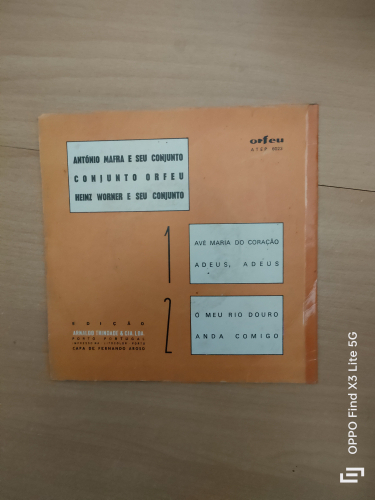 ANTÓNIO MAFRA E SEU CONJUNTO
CONJUNTO ORFEU
HEINZ WORNER E SEU CONJUNTO
orfeu
A.T.E.P.
1
AVÉ MARIA DO CORAÇÃO
ADEUS, ADEUS
2
Ó MEU RIO DOURO
ANDA COMIGO
EDIÇÃO
ARNALDO TRINDADE & CIA. LDA.
PORTO PORTUGAL
CAPA DE FERNANDO AROSO
OPPO Find X3 Lite 5G